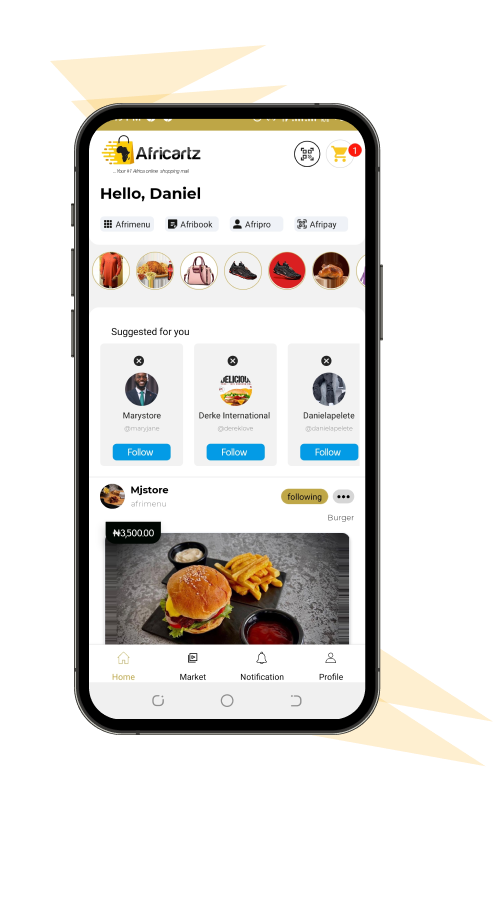 Africartz
...Your #1 Africa online shopping mall
1
Hello, Daniel
Afrimenu Afribook Afripro Afripay
Suggested for you
DELICIOUS
Marystore Derke International Danielapelete
@maryjane @dereklove @danielapelete
Follow Follow Follow
Mjstore
afrimenu
following
Burger
₦3,500.00
Home Market Notification Profile